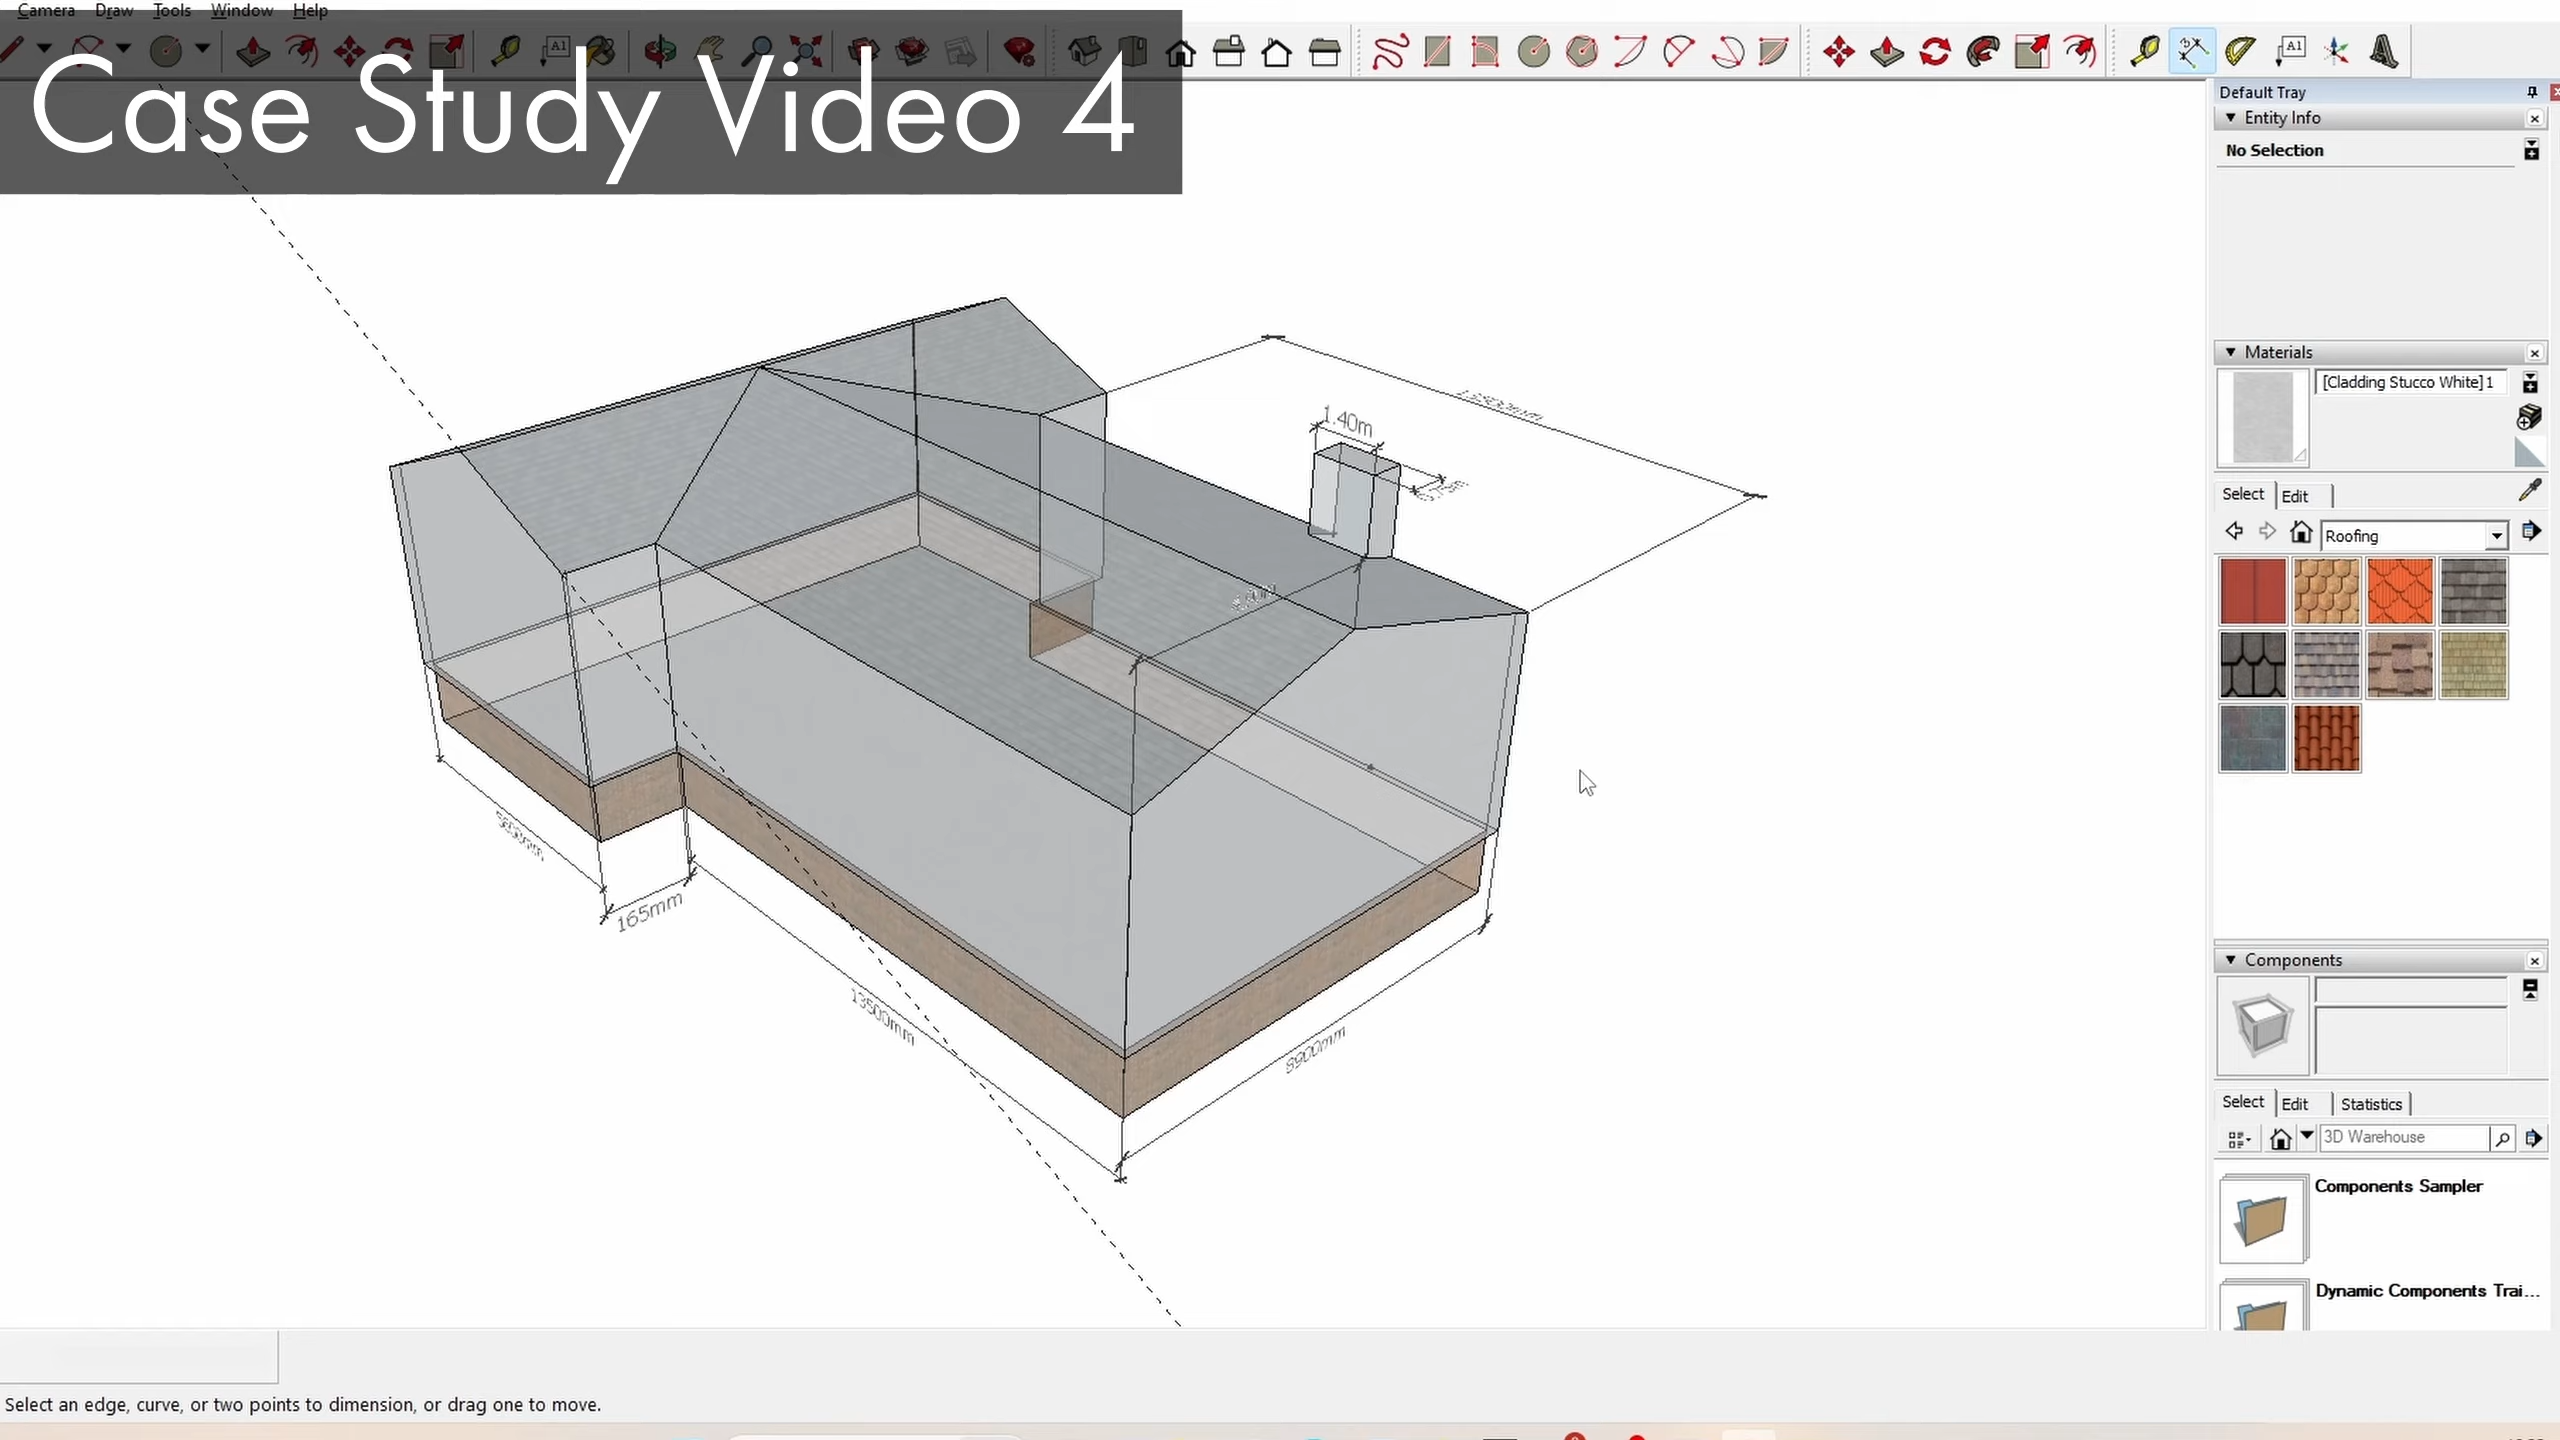 Camera Draw Tools Window Help
Case Study Video 4
Default Tray
Entity Info
No Selection
Materials
[Cladding Stucco White]1
Select Edit
Roofing
1.40m
165mm
13500mm
8900mm
Components
Select Edit Statistics
3D Warehouse
Components Sampler
Dynamic Components Trai...
Select an edge, curve, or two points to dimension, or drag one to move.